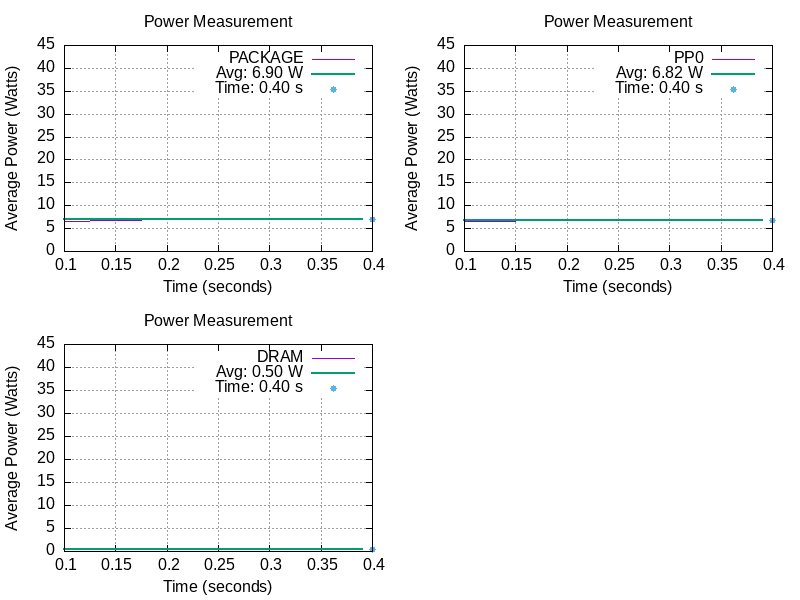 Power Measurement
45
40
35
30
25
20
15
10
5
0
Average Power (Watts)
PACKAGE
Avg: 6.90 W
Time: 0.40 s
0.1 0.15 0.2 0.25 0.3 0.35 0.4
Time (seconds)
Power Measurement
45
40
35
30
25
20
15
10
5
0
Average Power (Watts)
PP0
Avg: 6.82 W
Time: 0.40 s
0.1 0.15 0.2 0.25 0.3 0.35 0.4
Time (seconds)
Power Measurement
45
40
35
30
25
20
15
10
5
0
Average Power (Watts)
DRAM
Avg: 0.50 W
Time: 0.40 s
0.1 0.15 0.2 0.25 0.3 0.35 0.4
Time (seconds)